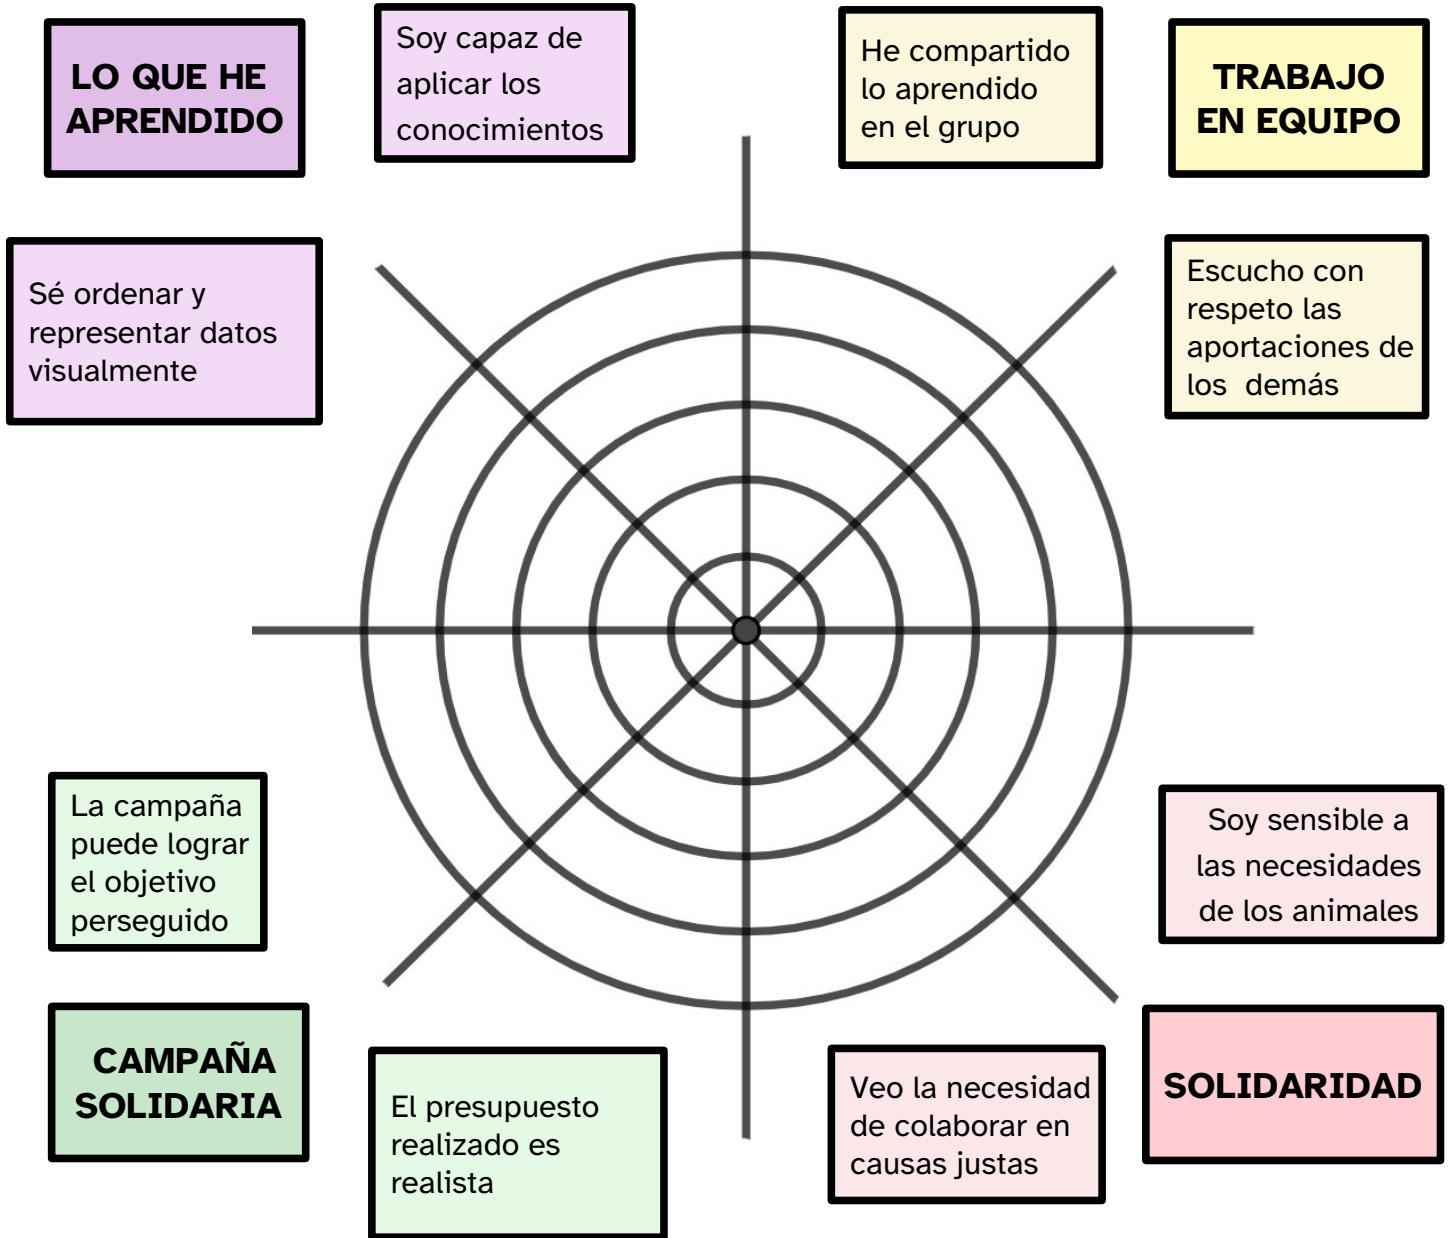 LO QUE HE
APRENDIDO
Soy capaz de
aplicar los
conocimientos
He compartido
lo aprendido
en el grupo
TRABAJO
EN EQUIPO
Sé ordenar y
representar datos
visualmente
Escucho con
respeto las
aportaciones de
los demás
La campaña
puede lograr
el objetivo
perseguido
Soy sensible a
las necesidades
de los animales
CAMPAÑA
SOLIDARIA
El presupuesto
realizado es
realista
Veo la necesidad
de colaborar en
causas justas
SOLIDARIDAD